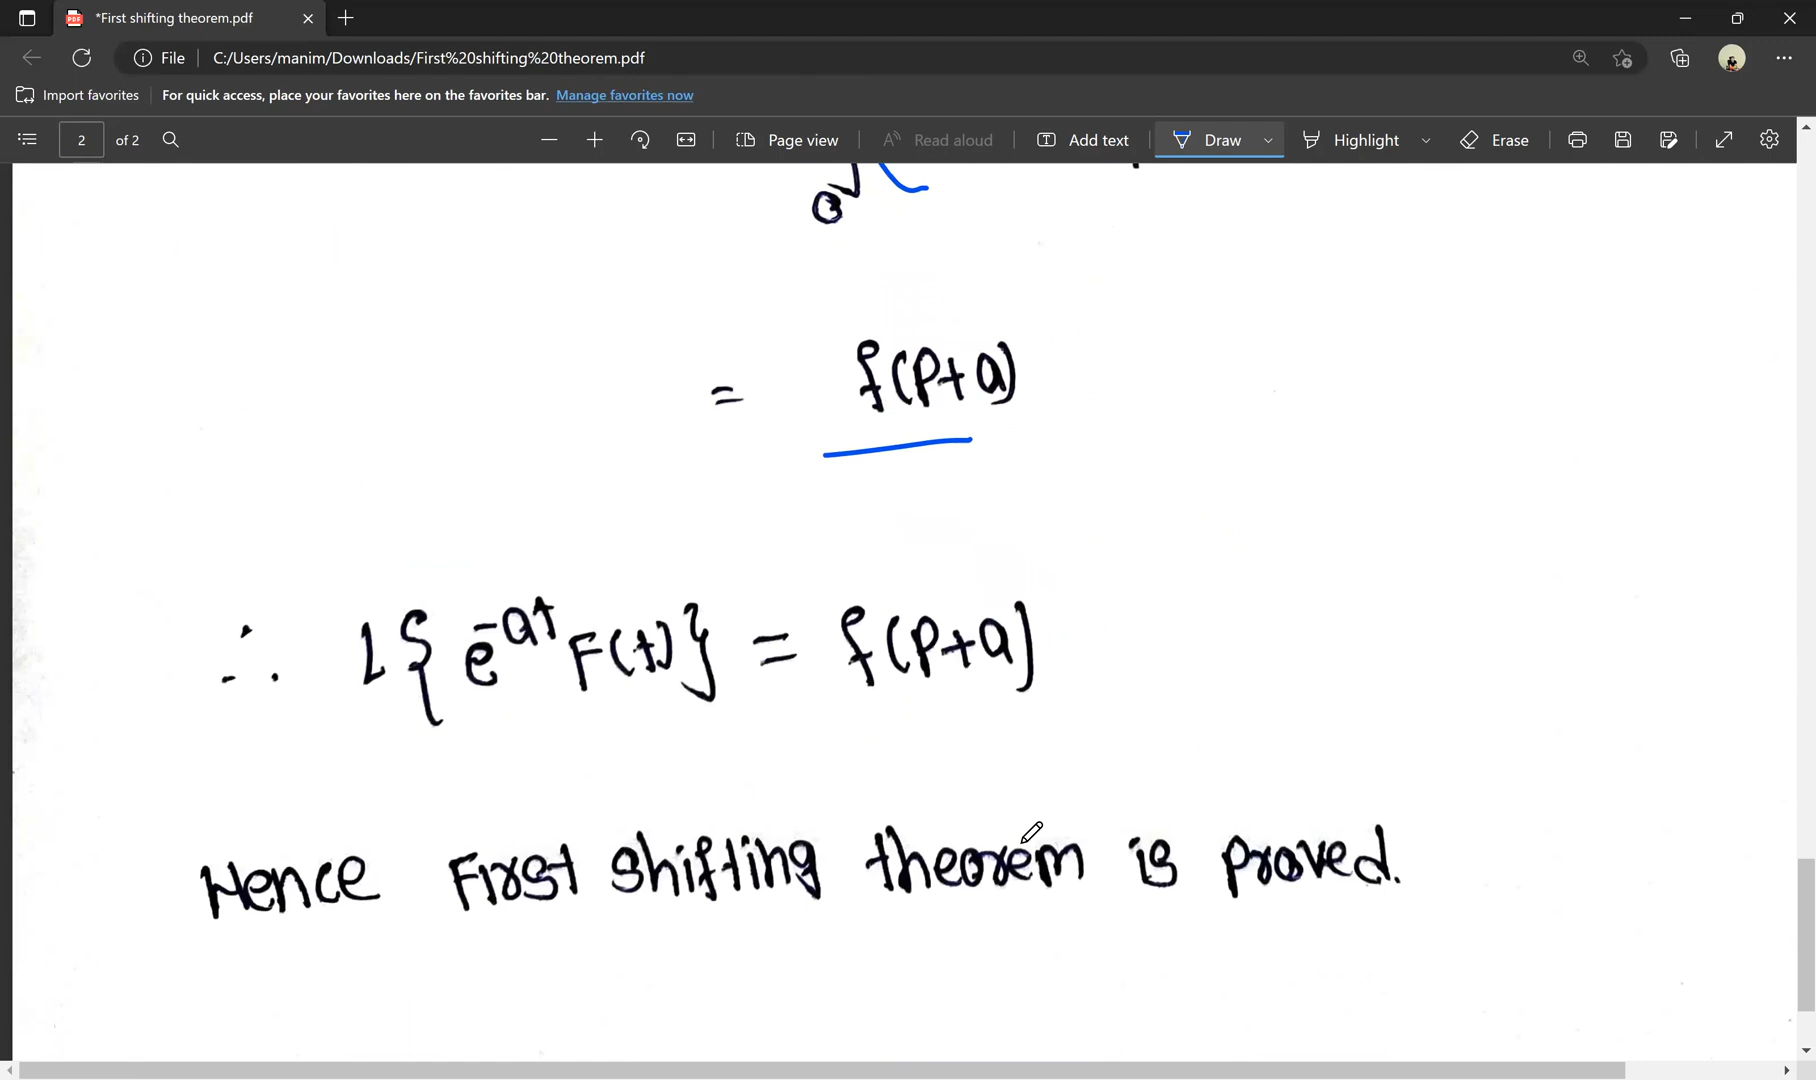 *First shifting theorem.pdf
File C:/Users/manim/Downloads/First%20shifting%20theorem.pdf
Import favorites For quick access, place your favorites here on the favorites bar. Manage favorites now
2 of 2 Page view Read aloud Add text Draw Highlight Erase
0
= f(p+a)
∴ L{e^-at F(t)} = f(p+a)
Hence First shifting theorem is proved.